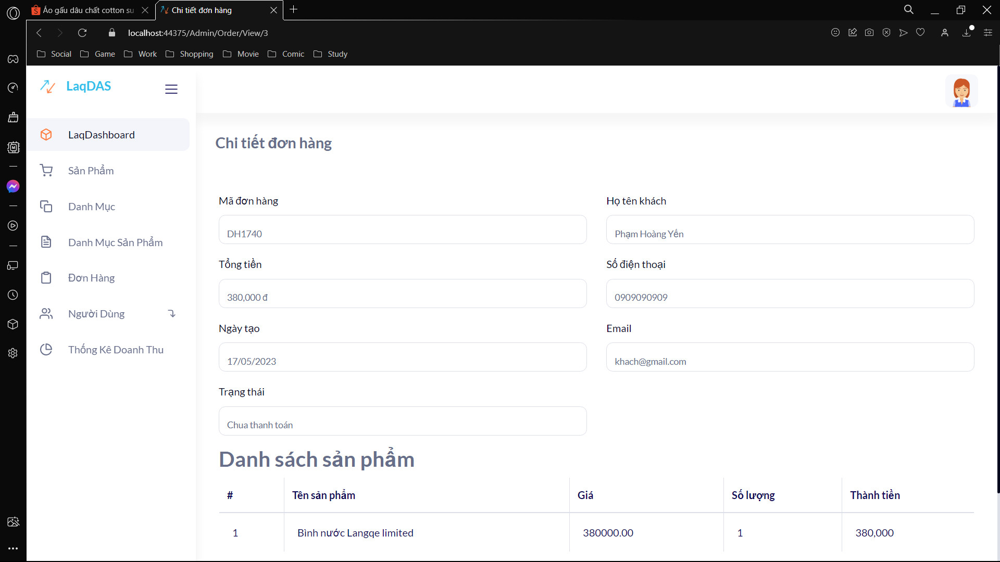 Áo gấu dâu chất cotton su
Chi tiết đơn hàng
localhost:44375/Admin/Order/View/3
Social Game Work Shopping Movie Comic Study
LaqDAS
LaqDashboard
Sản Phẩm
Danh Mục
Danh Mục Sản Phẩm
Đơn Hàng
Người Dùng
Thống Kê Doanh Thu
Chi tiết đơn hàng
Mã đơn hàng
DH1740
Họ tên khách
Phạm Hoàng Yến
Tổng tiền
380,000 đ
Số điện thoại
0909090909
Ngày tạo
17/05/2023
Email
khach@gmail.com
Trạng thái
Chua thanh toán
Danh sách sản phẩm
# Tên sản phẩm Giá Số lượng Thành tiền
1 Bình nước Langqe limited 380000.00 1 380,000